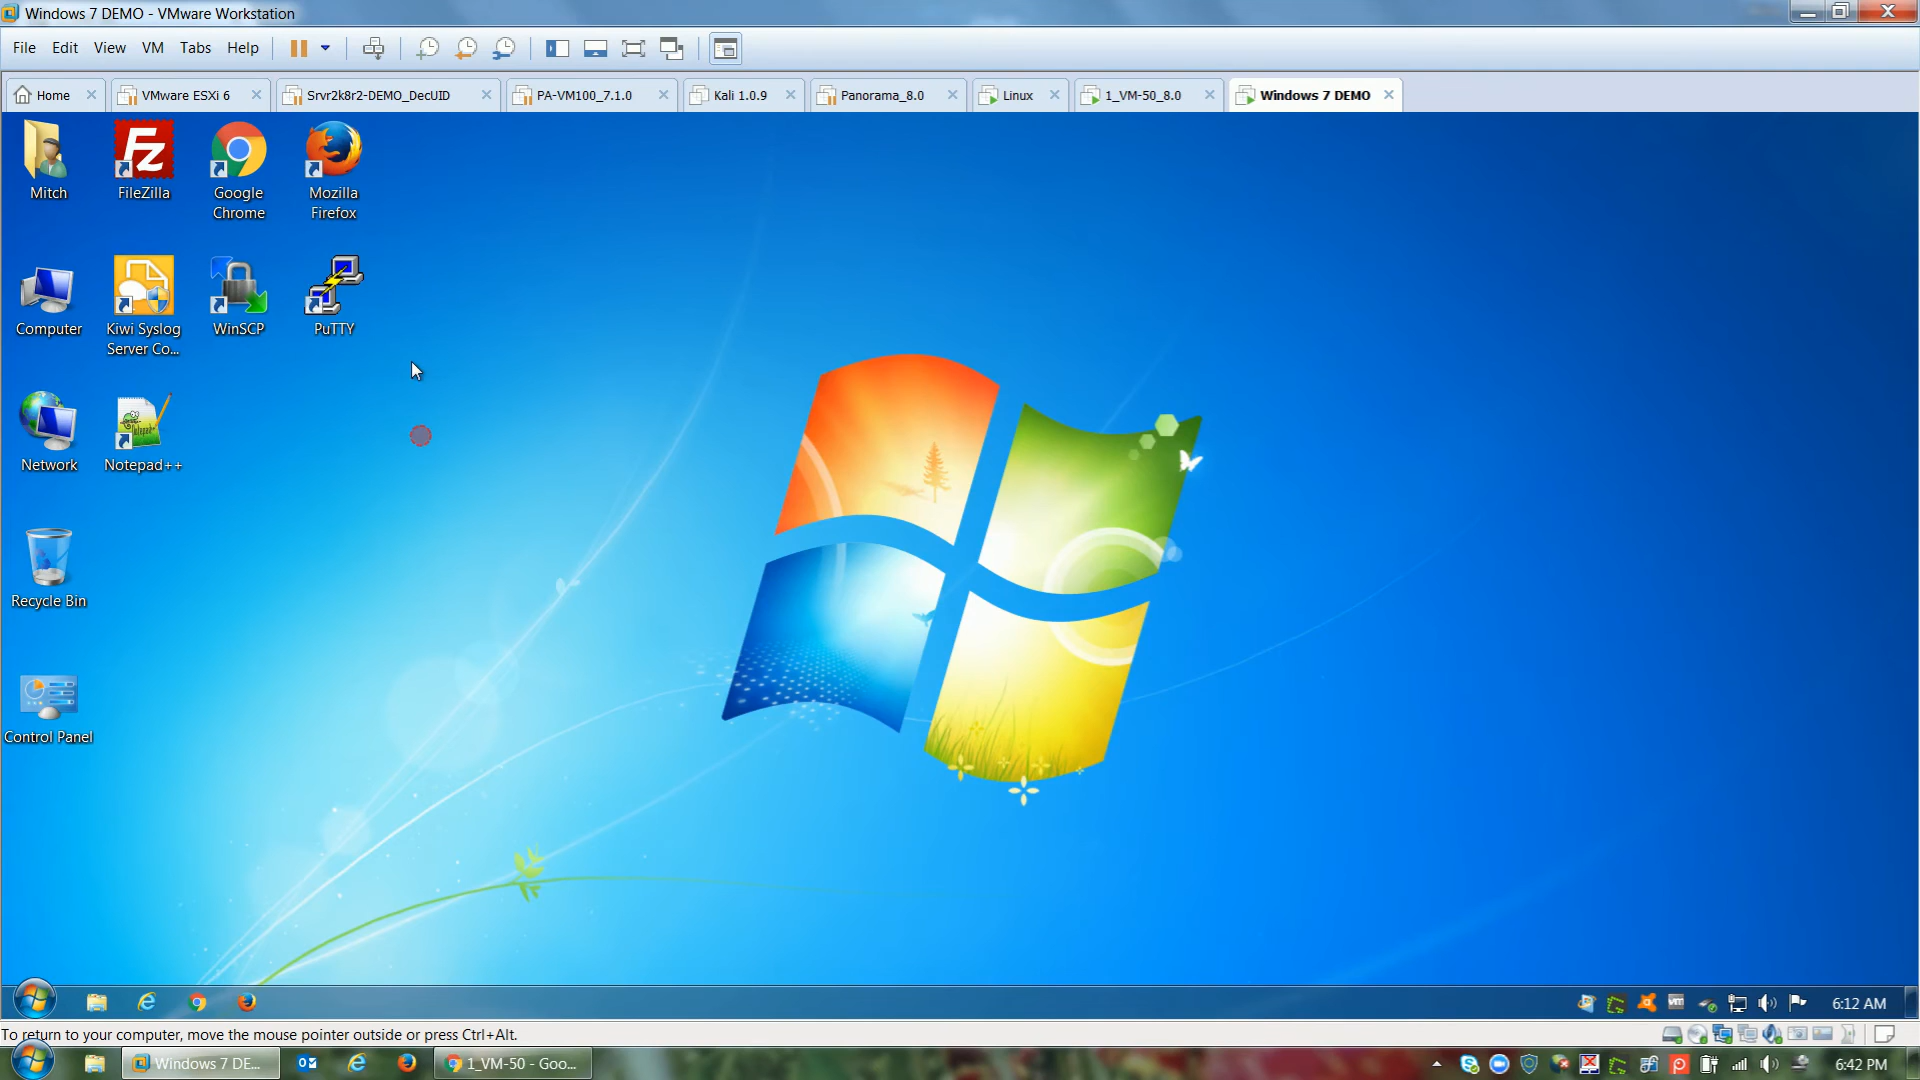 Windows 7 DEMO - VMware Workstation
File Edit View VM Tabs Help
Home VMware ESXi 6 Srvr2k8r2-DEMO_DecUID PA-VM100_7.1.0 Kali 1.0.9 Panorama_8.0 Linux 1_VM-50_8.0 Windows 7 DEMO
Mitch FileZilla Google Chrome Mozilla Firefox
Computer Kiwi Syslog Server Co... WinSCP PuTTY
Network Notepad++
Recycle Bin
Control Panel
6:12 AM
To return to your computer, move the mouse pointer outside or press Ctrl+Alt.
Windows 7 DE... 1_VM-50 - Goo... 6:42 PM